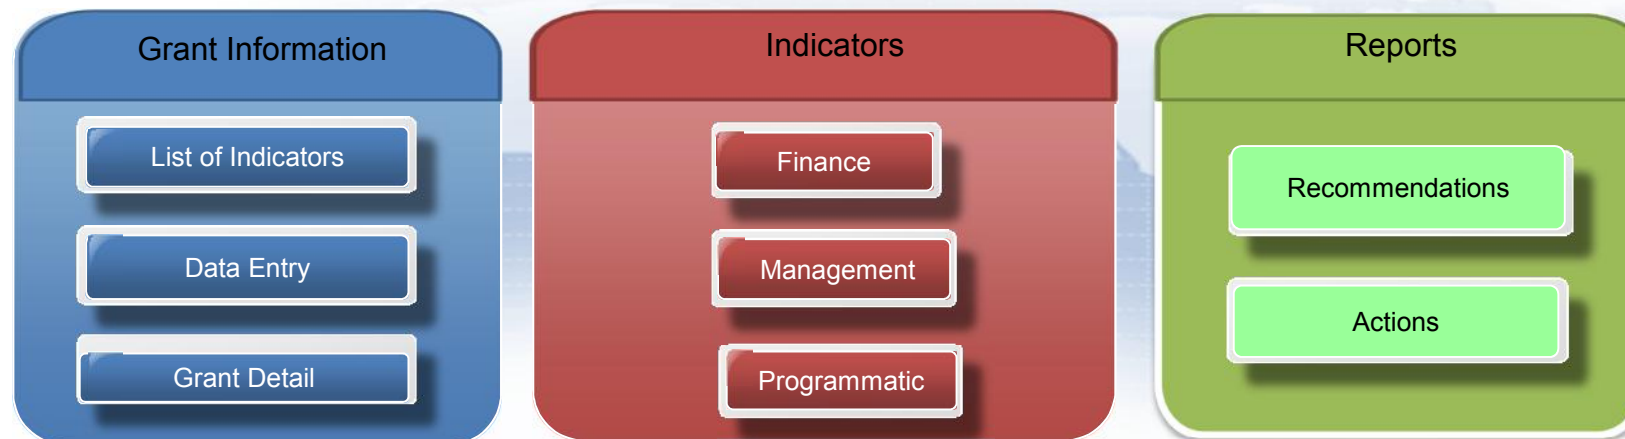 Grant Information
List of Indicators
Data Entry
Grant Detail
Indicators
Finance
Management
Programmatic
Reports
Recommendations
Actions